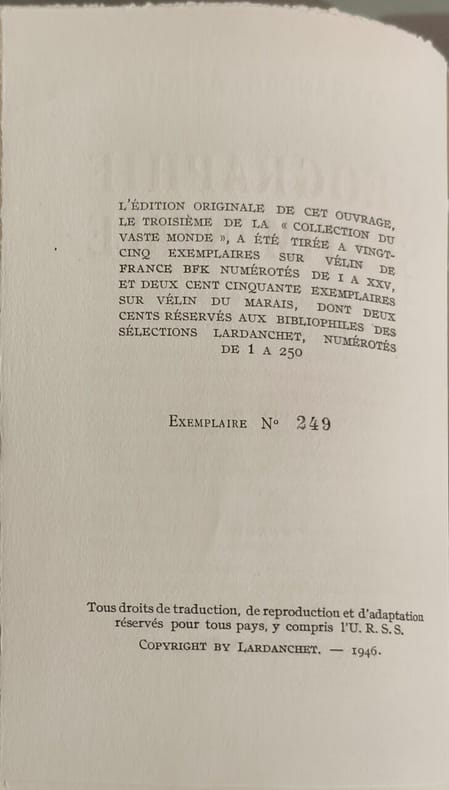 L'ÉDITION ORIGINALE DE CET OUVRAGE,
LE TROISIÈME DE LA « COLLECTION DU
VASTE MONDE », A ÉTÉ TIRÉE A VINGT-
CINQ EXEMPLAIRES SUR VÉLIN DE
FRANCE BFK NUMÉROTÉS DE I A XXV,
ET DEUX CENT CINQUANTE EXEMPLAIRES
SUR VÉLIN DU MARAIS, DONT DEUX
CENTS RÉSERVÉS AUX BIBLIOPHILES DES
SÉLECTIONS LARDANCHET, NUMÉROTÉS
DE 1 A 250
EXEMPLAIRE Nº 249
Tous droits de traduction, de reproduction et d'adaptation
réservés pour tous pays, y compris l'U. R. S. S.
COPYRIGHT BY LARDANCHET. — 1946.